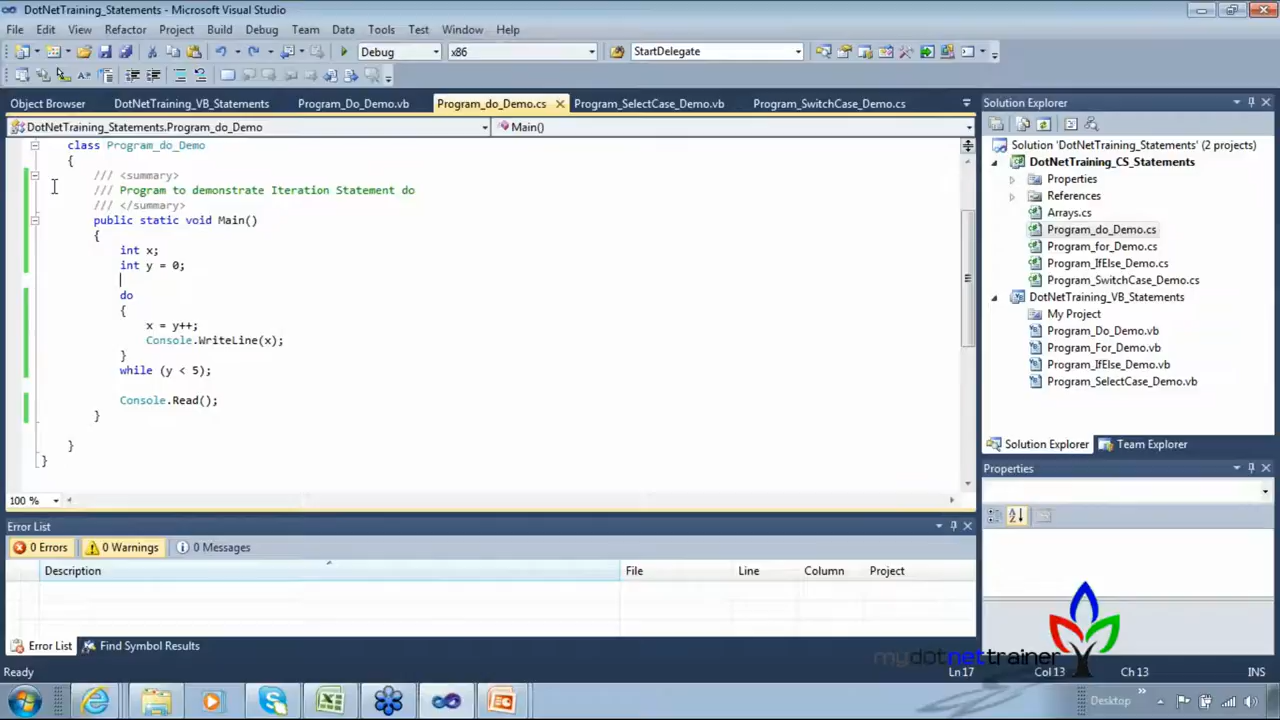 DotNetTraining_Statements - Microsoft Visual Studio
File Edit View Refactor Project Build Debug Team Data Tools Test Window Help
Debug x86 StartDelegate
Object Browser DotNetTraining_VB_Statements Program_Do_Demo.vb Program_do_Demo.cs Program_SelectCase_Demo.vb Program_SwitchCase_Demo.cs
DotNetTraining_Statements.Program_do_Demo Main()
class Program_do_Demo
{
/// <summary>
/// Program to demonstrate Iteration Statement do
/// </summary>
public static void Main()
{
int x;
int y = 0;
do
{
x = y++;
Console.WriteLine(x);
}
while (y < 5);
Console.Read();
}
}
}
100 %
Solution Explorer
Solution 'DotNetTraining_Statements' (2 projects)
DotNetTraining_CS_Statements
Properties
References
Arrays.cs
Program_do_Demo.cs
Program_for_Demo.cs
Program_IfElse_Demo.cs
Program_SwitchCase_Demo.cs
DotNetTraining_VB_Statements
My Project
Program_Do_Demo.vb
Program_For_Demo.vb
Program_IfElse_Demo.vb
Program_SelectCase_Demo.vb
Solution Explorer Team Explorer
Properties
Error List
0 Errors 0 Warnings 0 Messages
Description File Line Column Project
Error List Find Symbol Results
mydotnettrainer
Ready Ln 17 Col 13 Ch 13 INS
Desktop